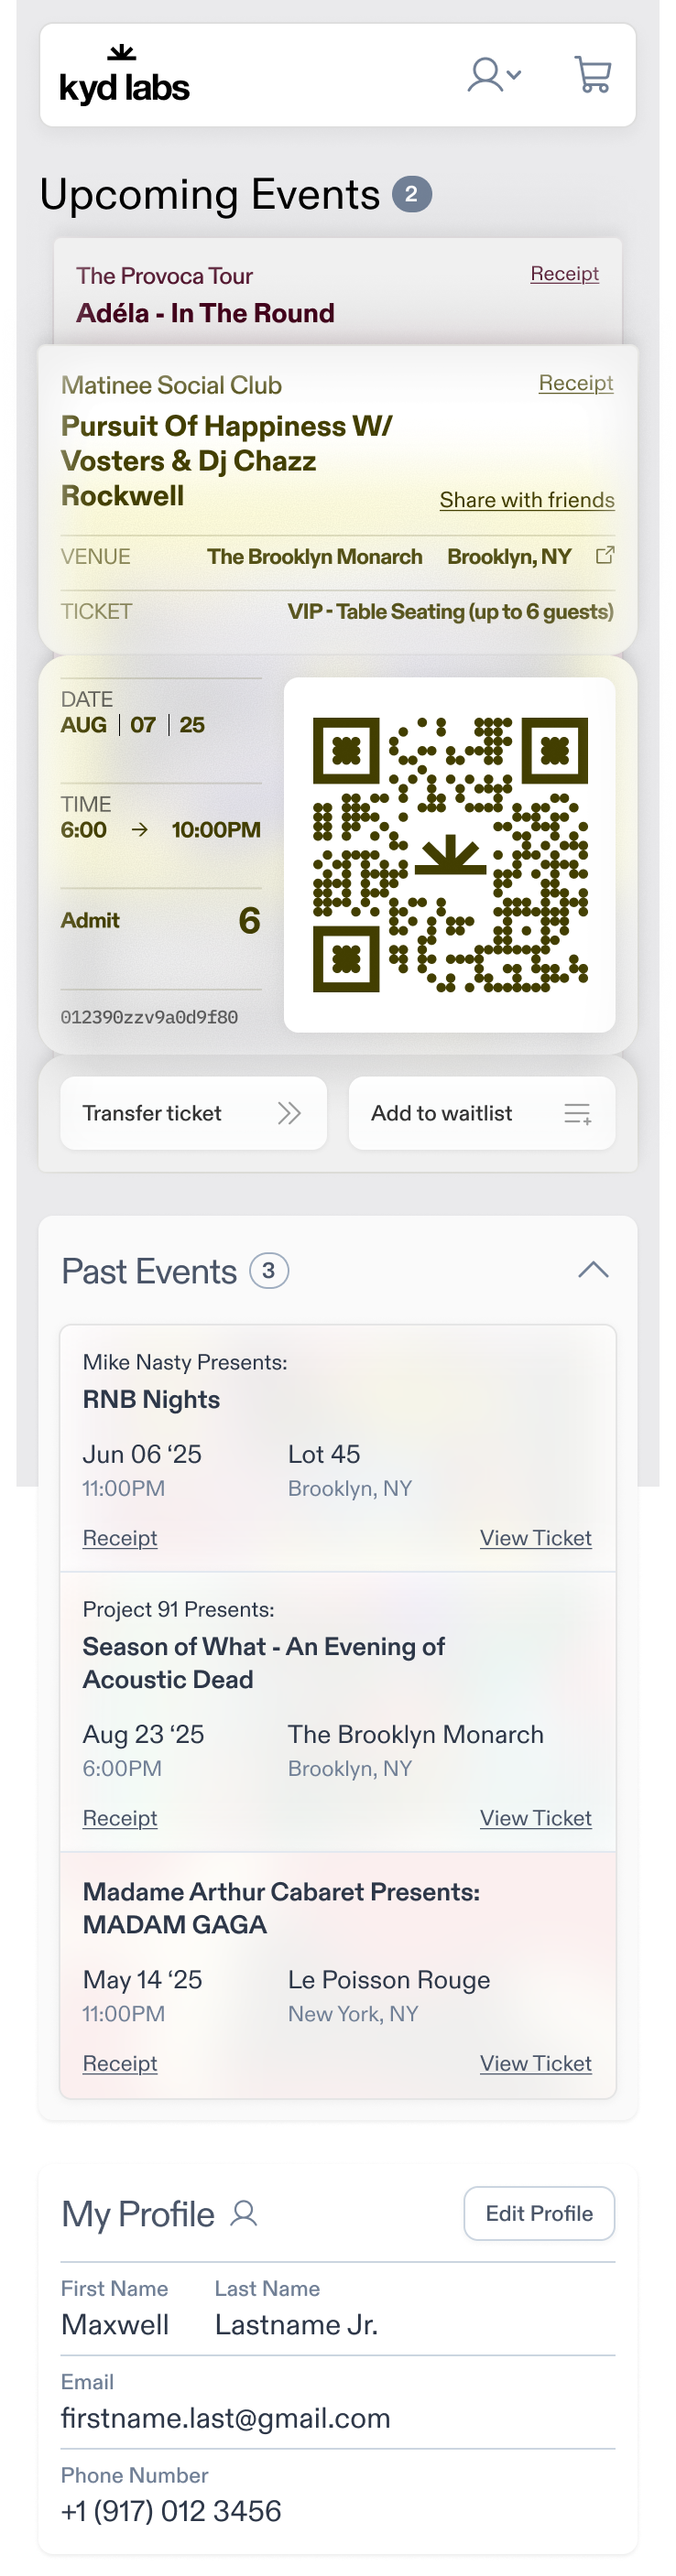 kyd labs
Upcoming Events 2
The Provoca Tour Receipt
Adéla - In The Round
Matinee Social Club Receipt
Pursuit Of Happiness W/
Vosters & Dj Chazz
Rockwell Share with friends
VENUE The Brooklyn Monarch Brooklyn, NY
TICKET VIP - Table Seating (up to 6 guests)
DATE
AUG | 07 | 25
TIME
6:00 → 10:00PM
Admit 6
012390zzv9a0d9f80
Transfer ticket Add to waitlist
Past Events 3
Mike Nasty Presents:
RNB Nights
Jun 06 ‘25 Lot 45
11:00PM Brooklyn, NY
Receipt View Ticket
Project 91 Presents:
Season of What - An Evening of
Acoustic Dead
Aug 23 ‘25 The Brooklyn Monarch
6:00PM Brooklyn, NY
Receipt View Ticket
Madame Arthur Cabaret Presents:
MADAM GAGA
May 14 ‘25 Le Poisson Rouge
11:00PM New York, NY
Receipt View Ticket
My Profile Edit Profile
First Name Last Name
Maxwell Lastname Jr.
Email
firstname.last@gmail.com
Phone Number
+1 (917) 012 3456